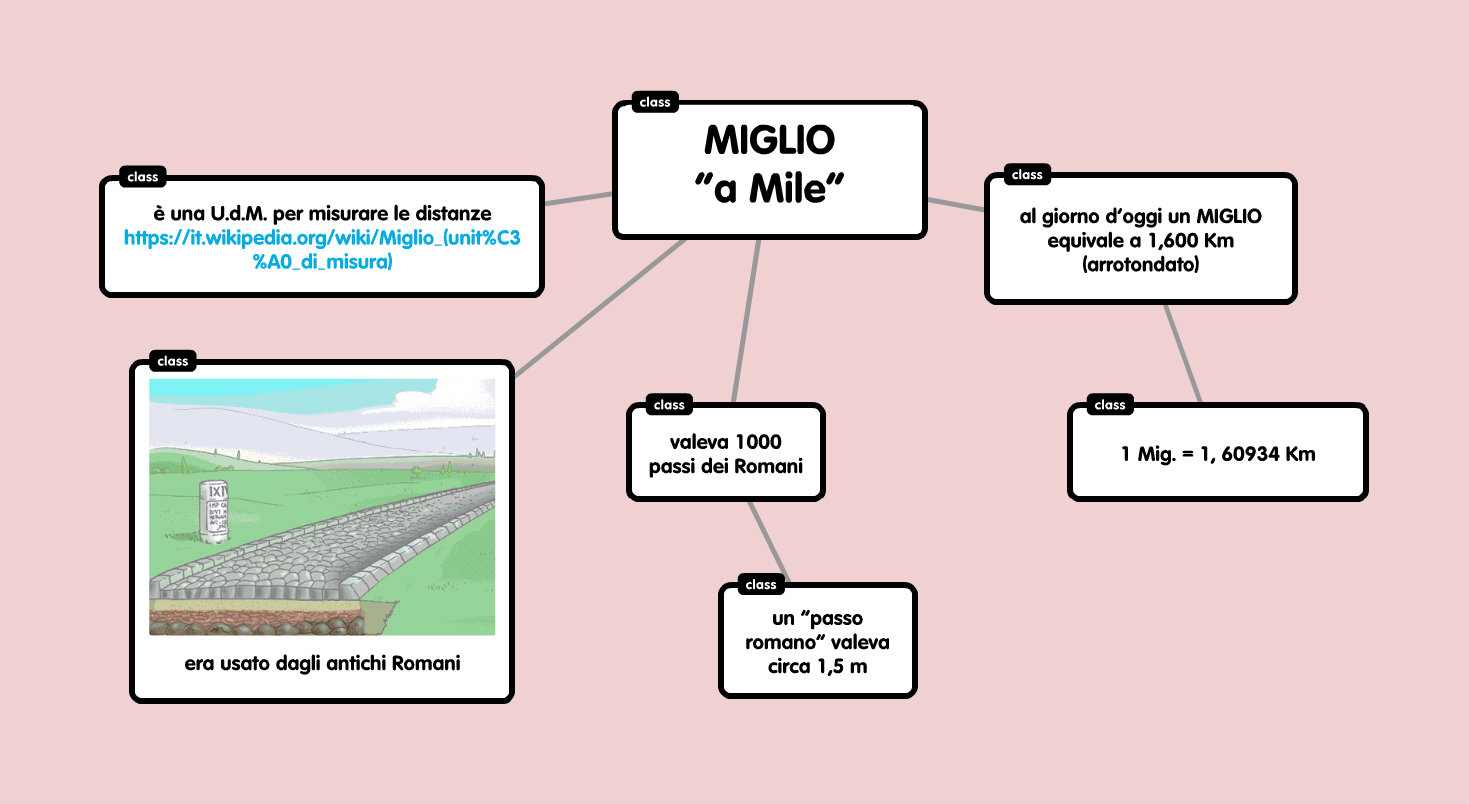 class
MIGLIO
"a Mile"
class
è una U.d.M. per misurare le distanze
https://it.wikipedia.org/wiki/Miglio_(unit%C3
%A0_di_misura)
class
al giorno d'oggi un MIGLIO
equivale a 1,600 Km
(arrotondato)
class
era usato dagli antichi Romani
class
valeva 1000
passi dei Romani
class
1 Mig. = 1, 60934 Km
class
un "passo
romano" valeva
circa 1,5 m